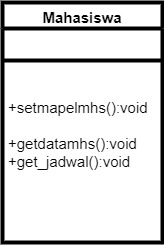 Mahasiswa
+setmapelmhs():void
+getdatamhs():void
+get_jadwal():void